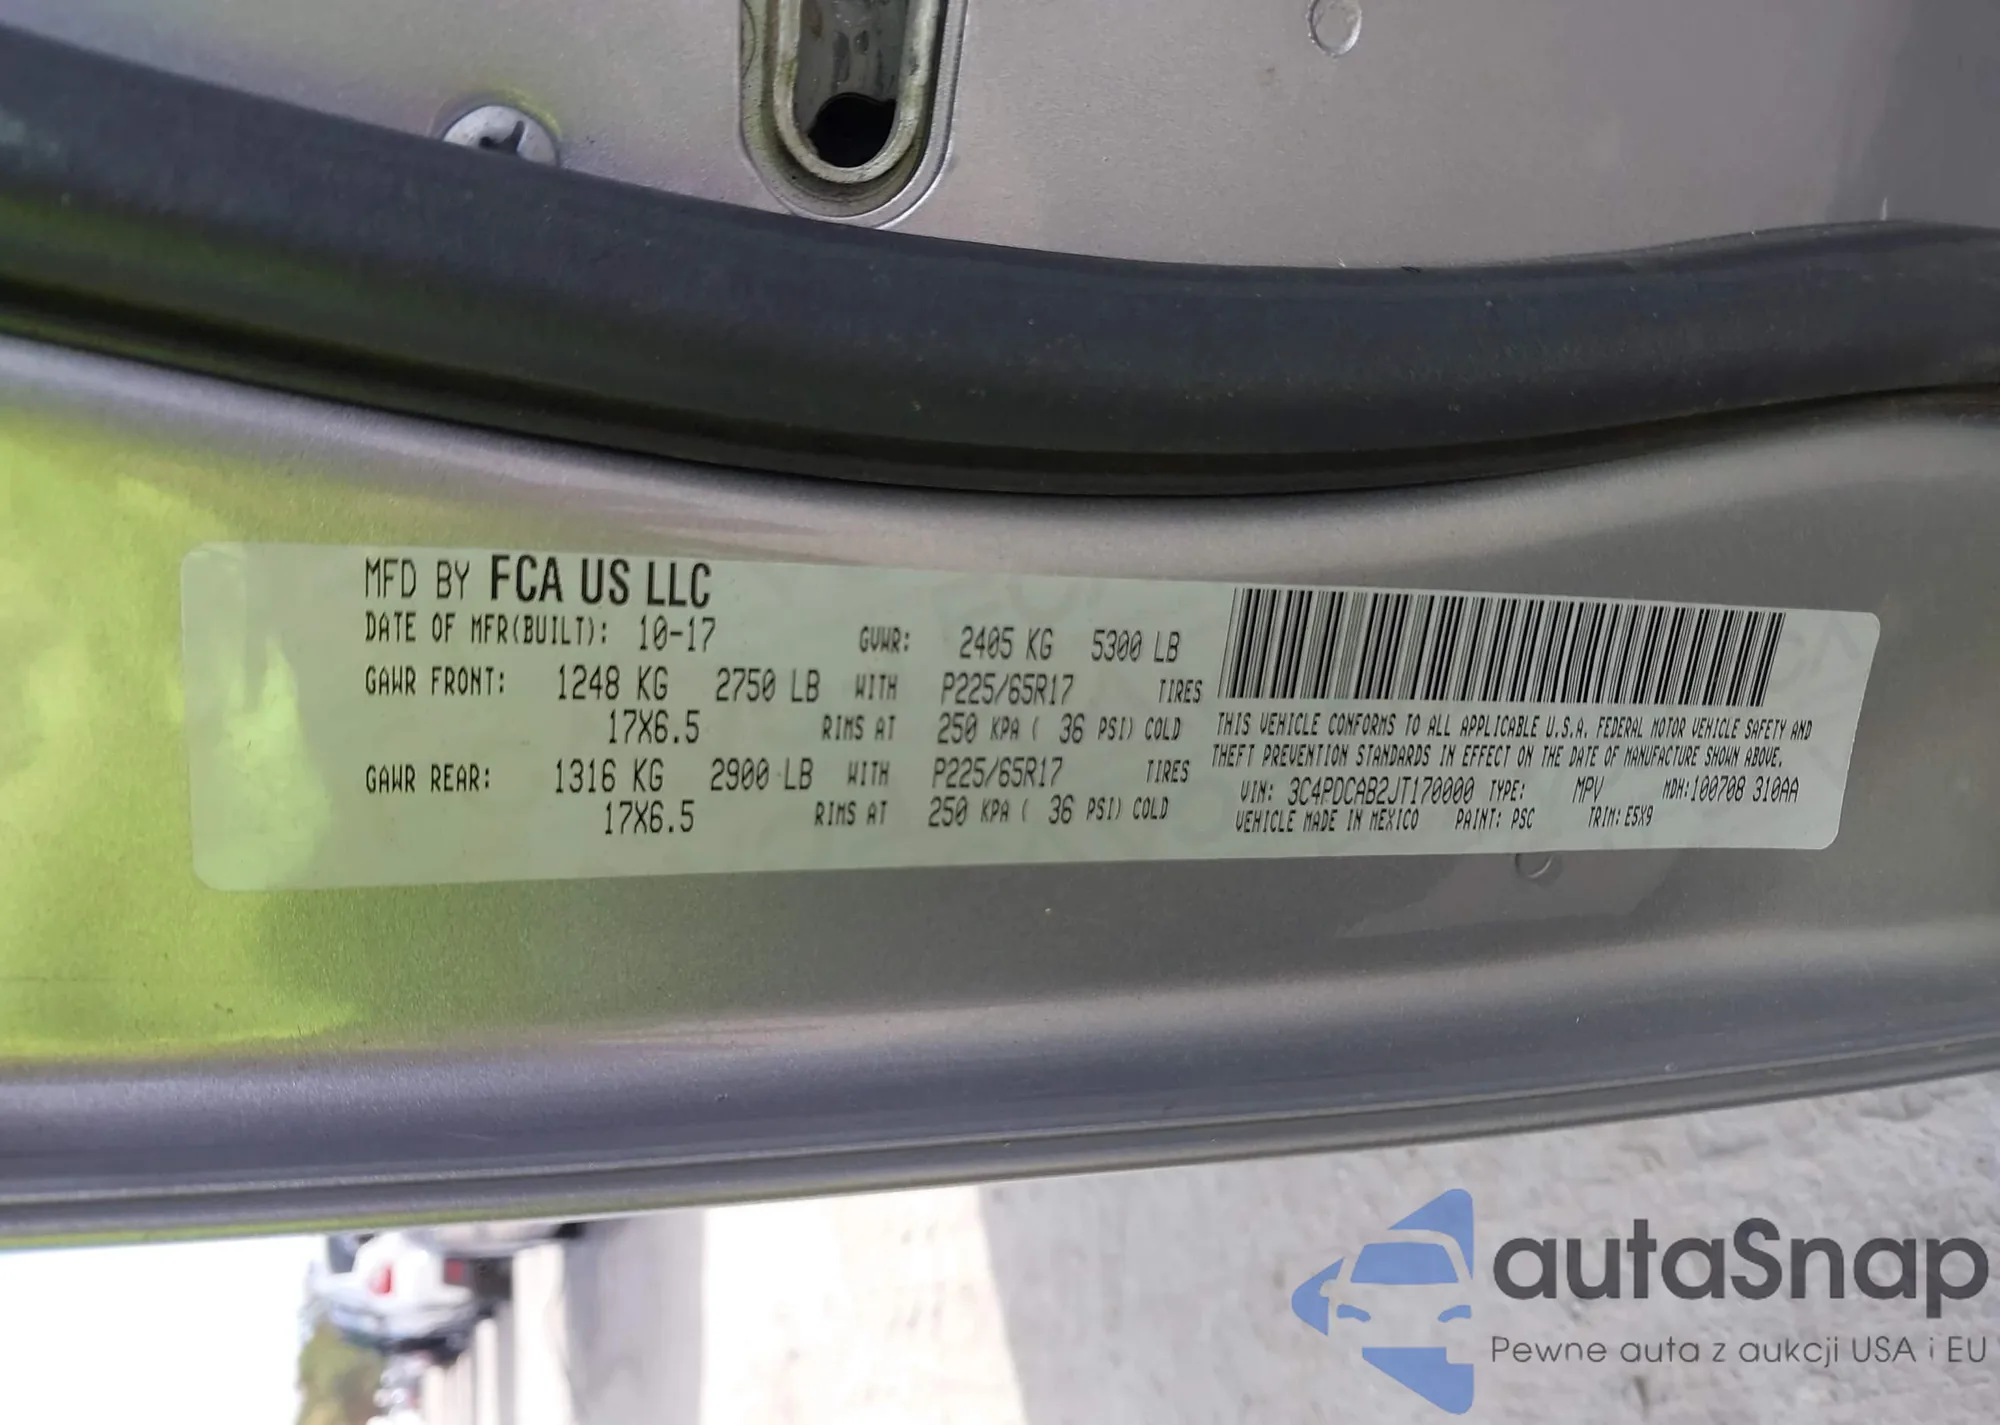 MFD BY FCA US LLC
DATE OF MFR(BUILT): 10-17 GVWR: 2405 KG 5300 LB
GAWR FRONT: 1248 KG 2750 LB WITH P225/65R17 TIRES
17X6.5 RIMS AT 250 KPA ( 36 PSI) COLD
GAWR REAR: 1316 KG 2900 LB WITH P225/65R17 TIRES
17X6.5 RIMS AT 250 KPA ( 36 PSI) COLD
THIS VEHICLE CONFORMS TO ALL APPLICABLE U.S.A. FEDERAL MOTOR VEHICLE SAFETY AND
THEFT PREVENTION STANDARDS IN EFFECT ON THE DATE OF MANUFACTURE SHOWN ABOVE.
VIN: 3C4PDCAB2JT170000 TYPE: MPV MDH:100708 310AA
VEHICLE MADE IN MEXICO PAINT: PSC TRIM: E5X9
autaSnap
Pewne auta z aukcji USA i EU